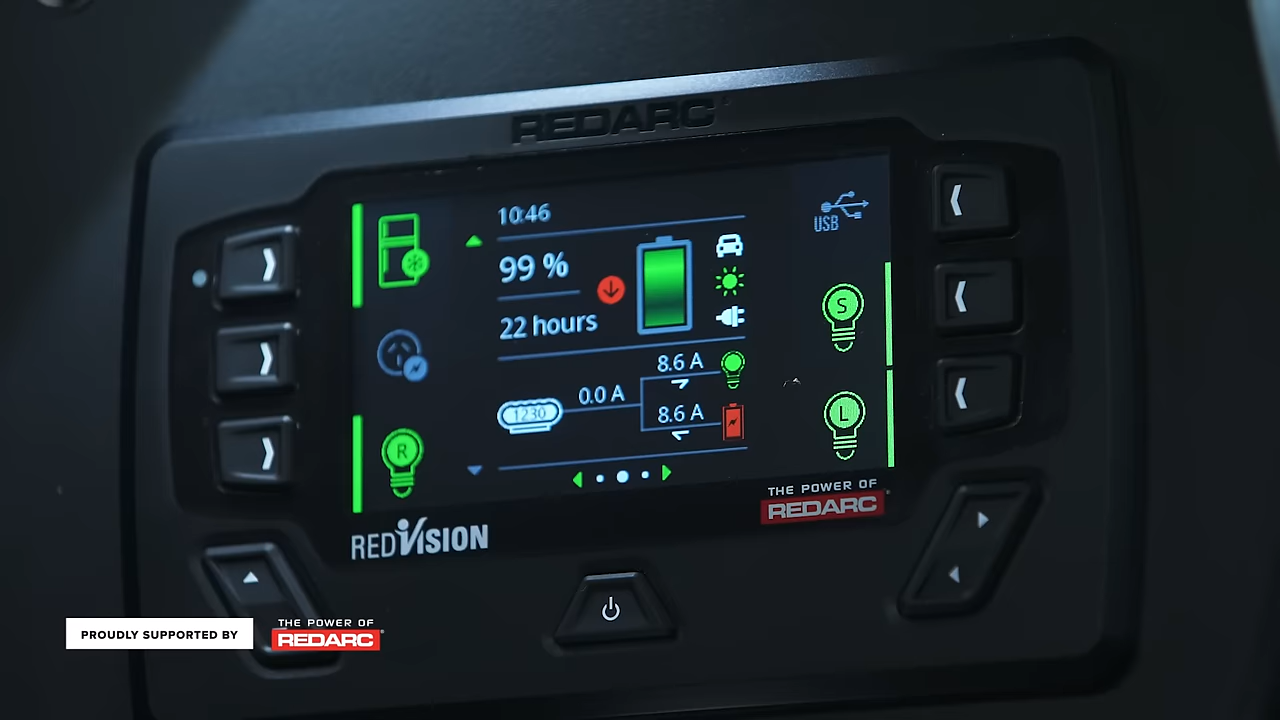 REDARC
10:46
USB
99 %
22 hours
S
8.6 A
0.0 A
1230
8.6 A
L
R
THE POWER OF
REDARC
REDVISION
PROUDLY SUPPORTED BY
THE POWER OF
REDARC